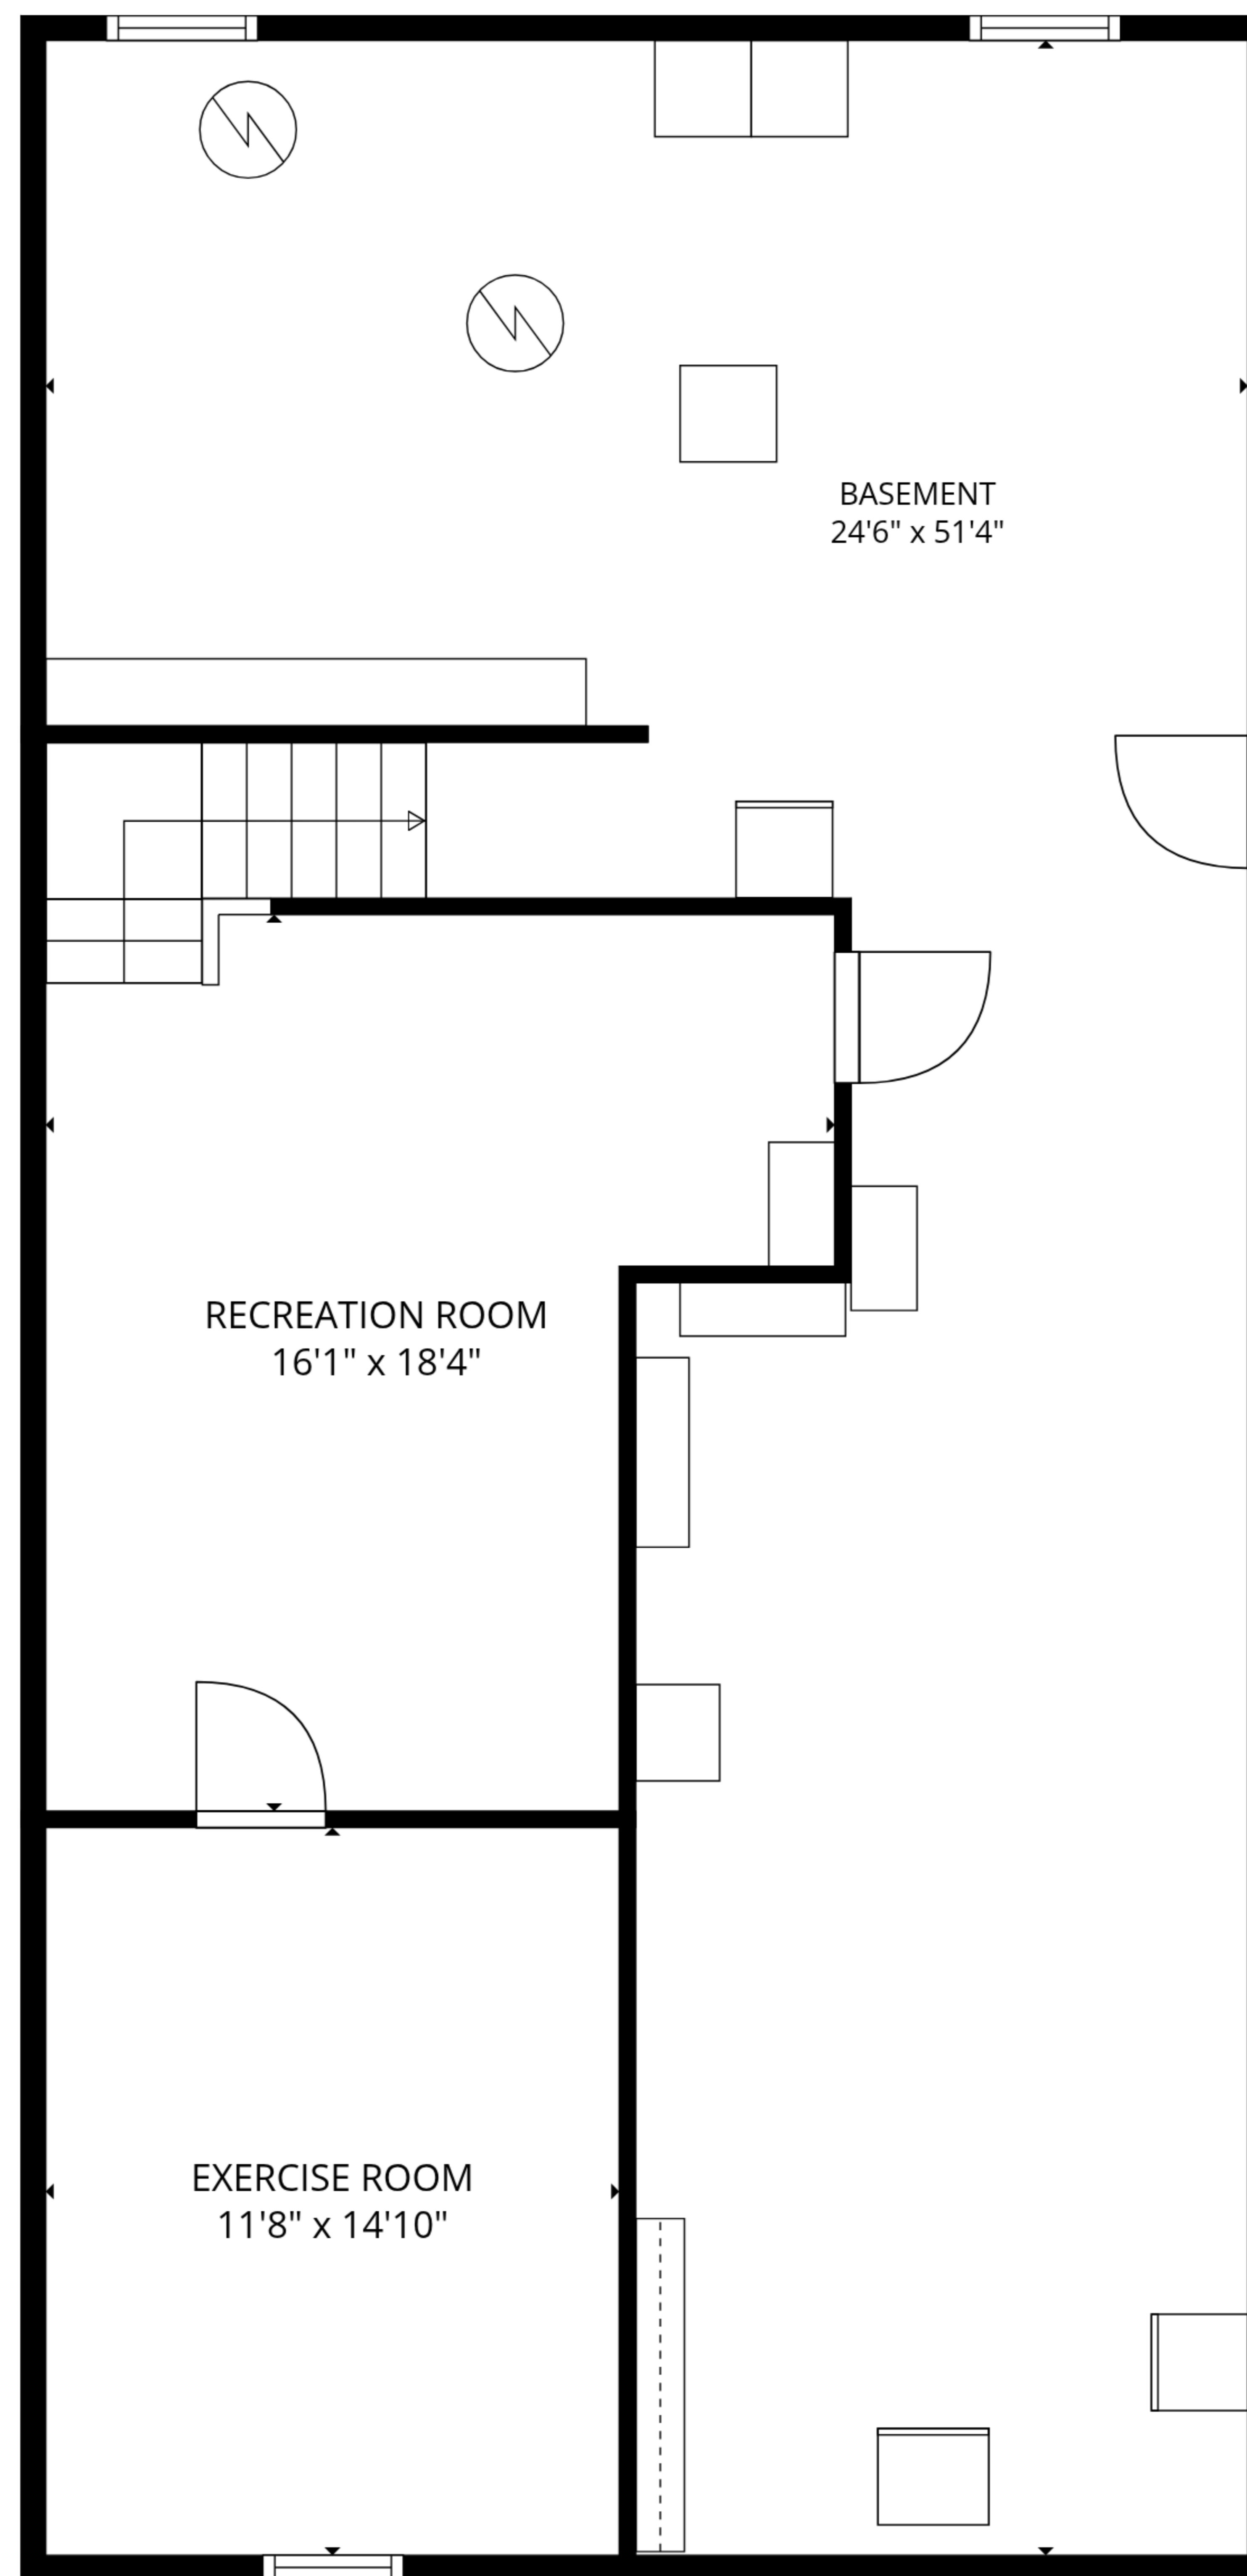 BASEMENT
24'6" x 51'4"
RECREATION ROOM
16'1" x 18'4"
EXERCISE ROOM
11'8" x 14'10"